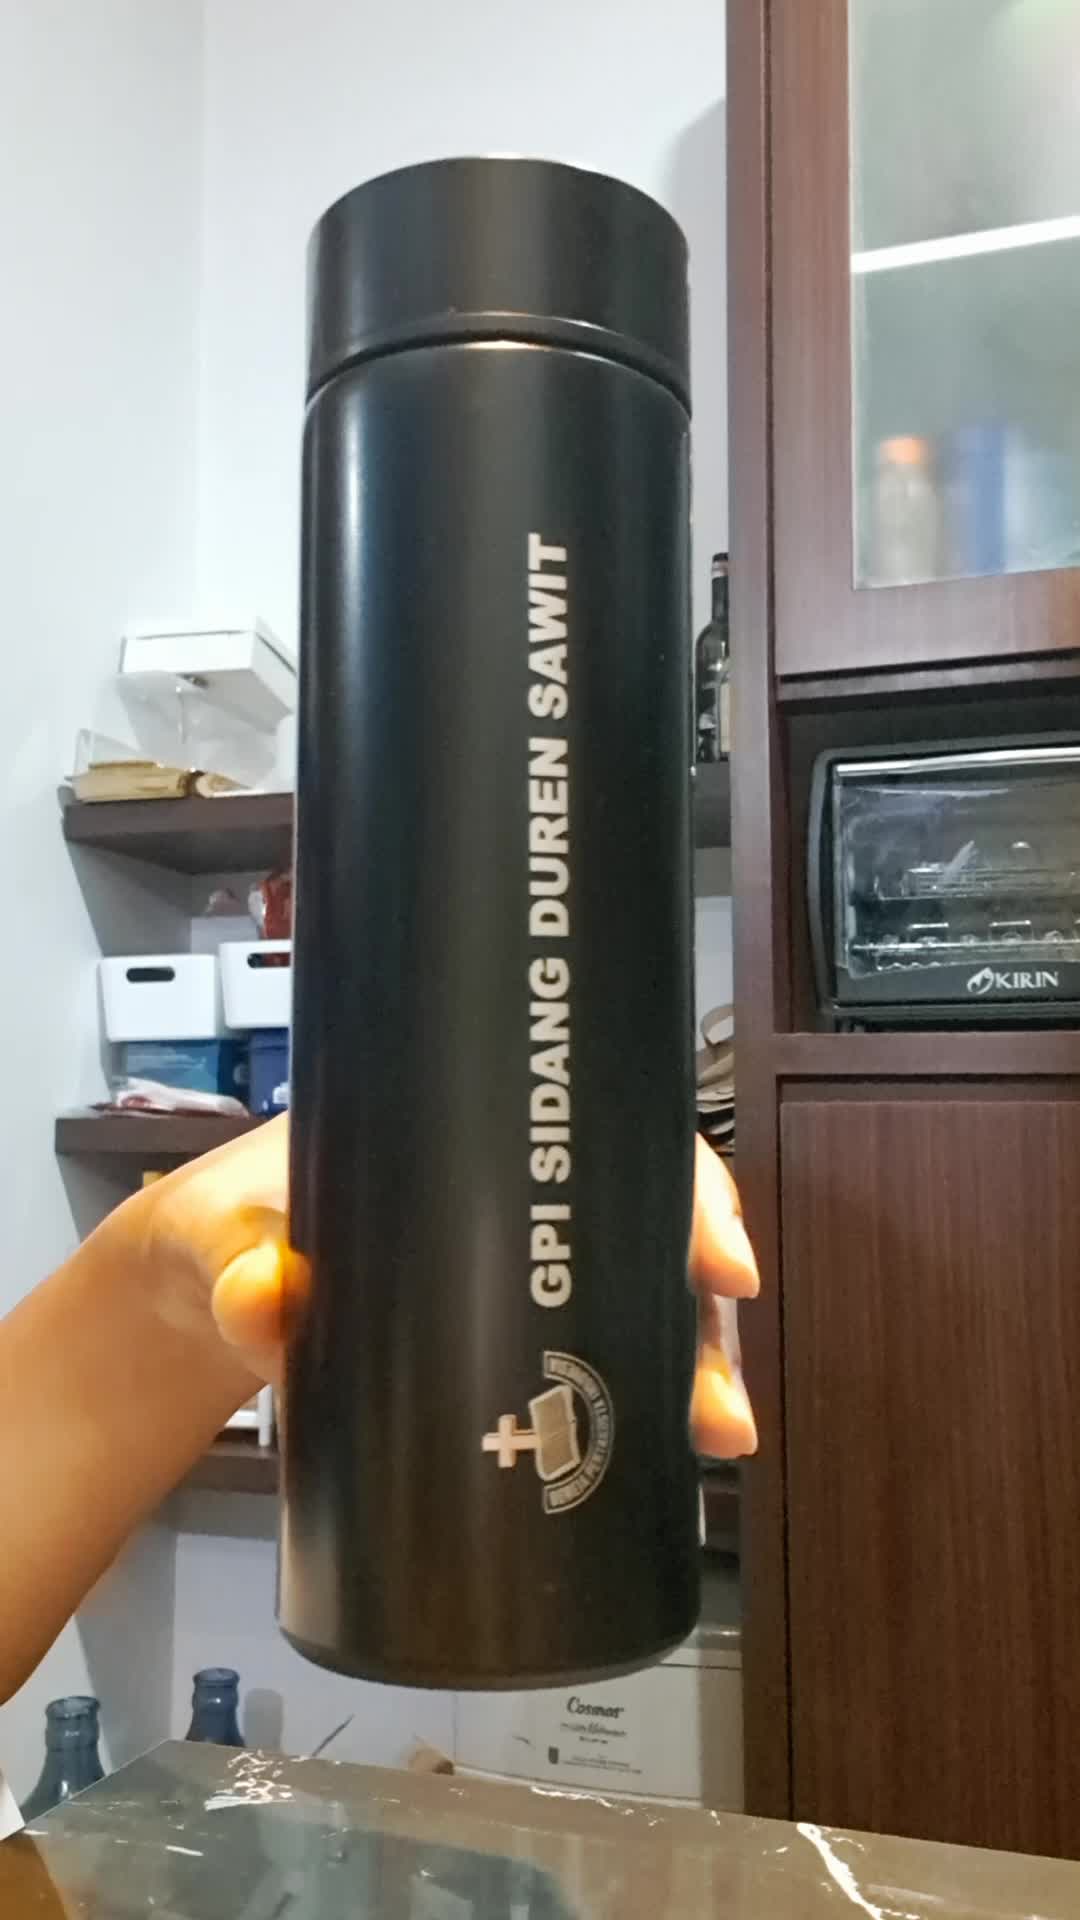 GPI SIDANG DUREN SAWIT
KIRIN
Cosmos